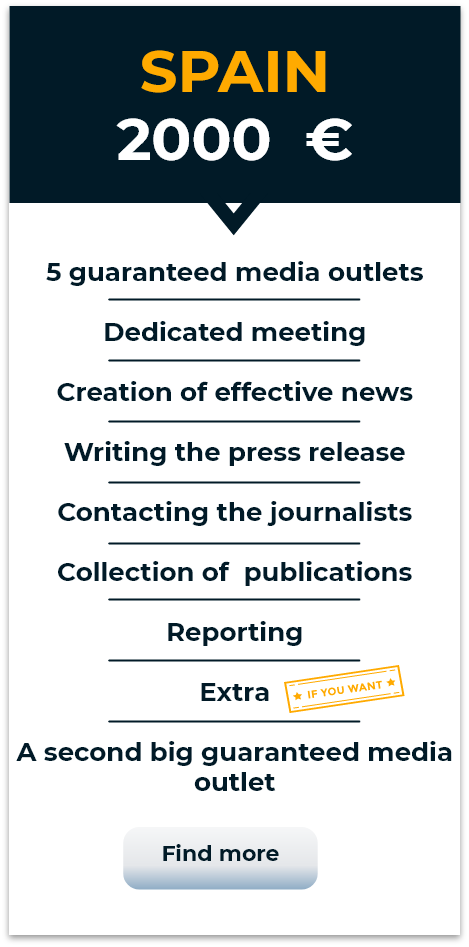 SPAIN
2000 €
5 guaranteed media outlets
Dedicated meeting
Creation of effective news
Writing the press release
Contacting the journalists
Collection of  publications
Reporting
Extra
IF YOU WANT
A second big guaranteed media
outlet
Find more